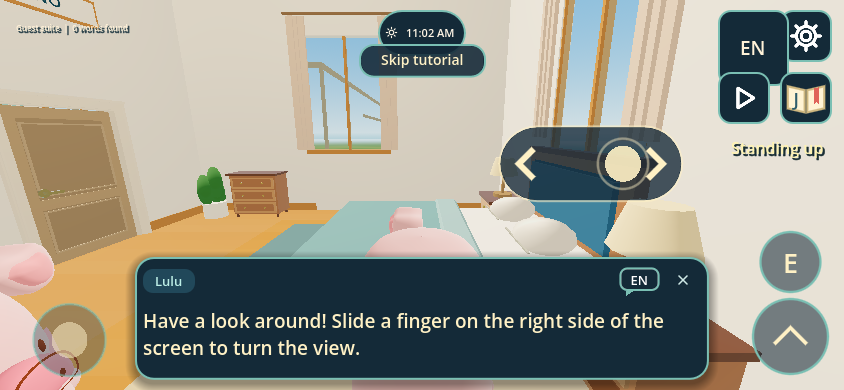 Guest suite | 0 words found
11:02 AM
Skip tutorial
EN
Standing up
E
Lulu
EN
Have a look around! Slide a finger on the right side of the
screen to turn the view.